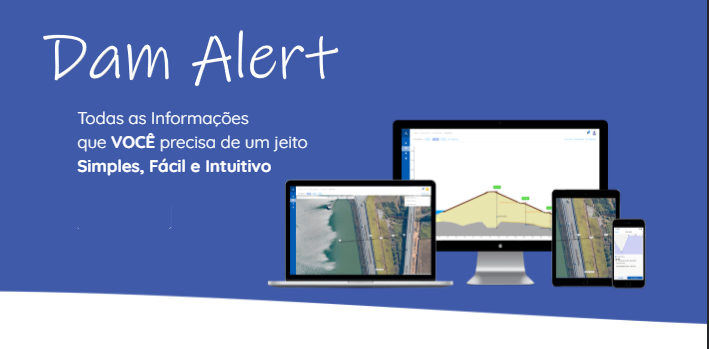 Dam Alert
Todas as Informações
que VOCÊ precisa de um jeito
Simples, Fácil e Intuitivo